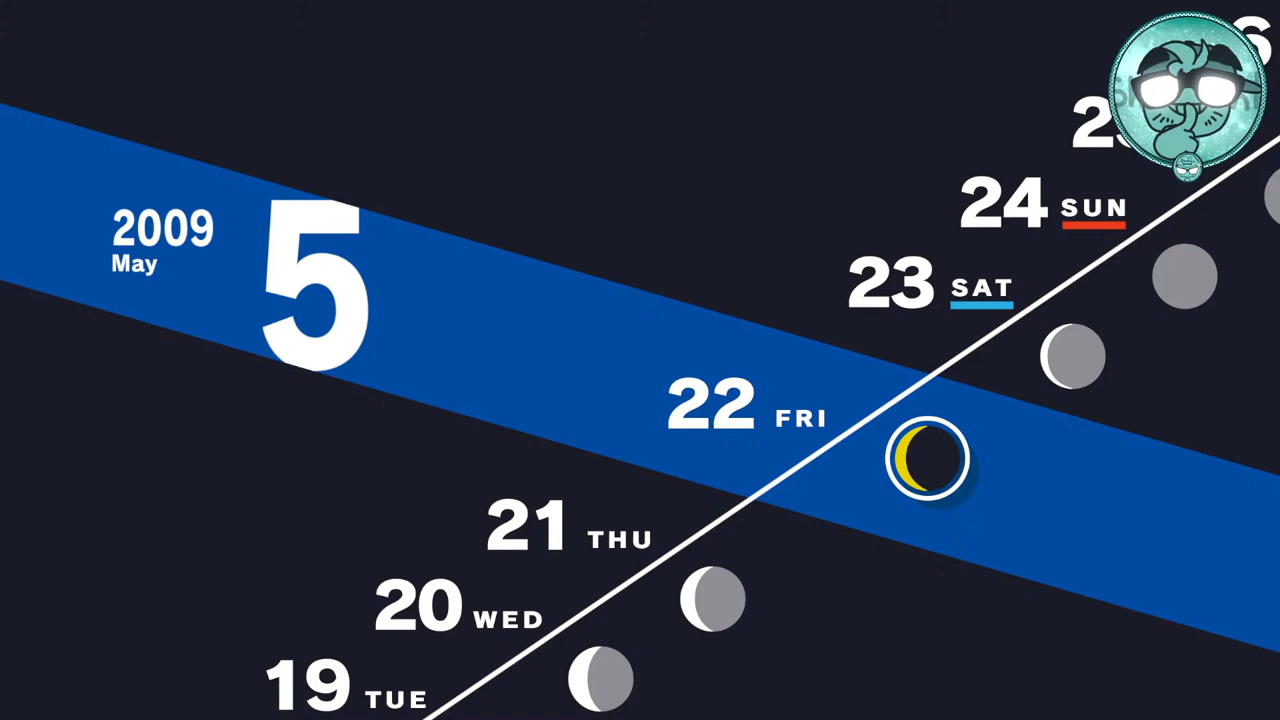 2009
May
5
24 SUN
23 SAT
22 FRI
21 THU
20 WED
19 TUE